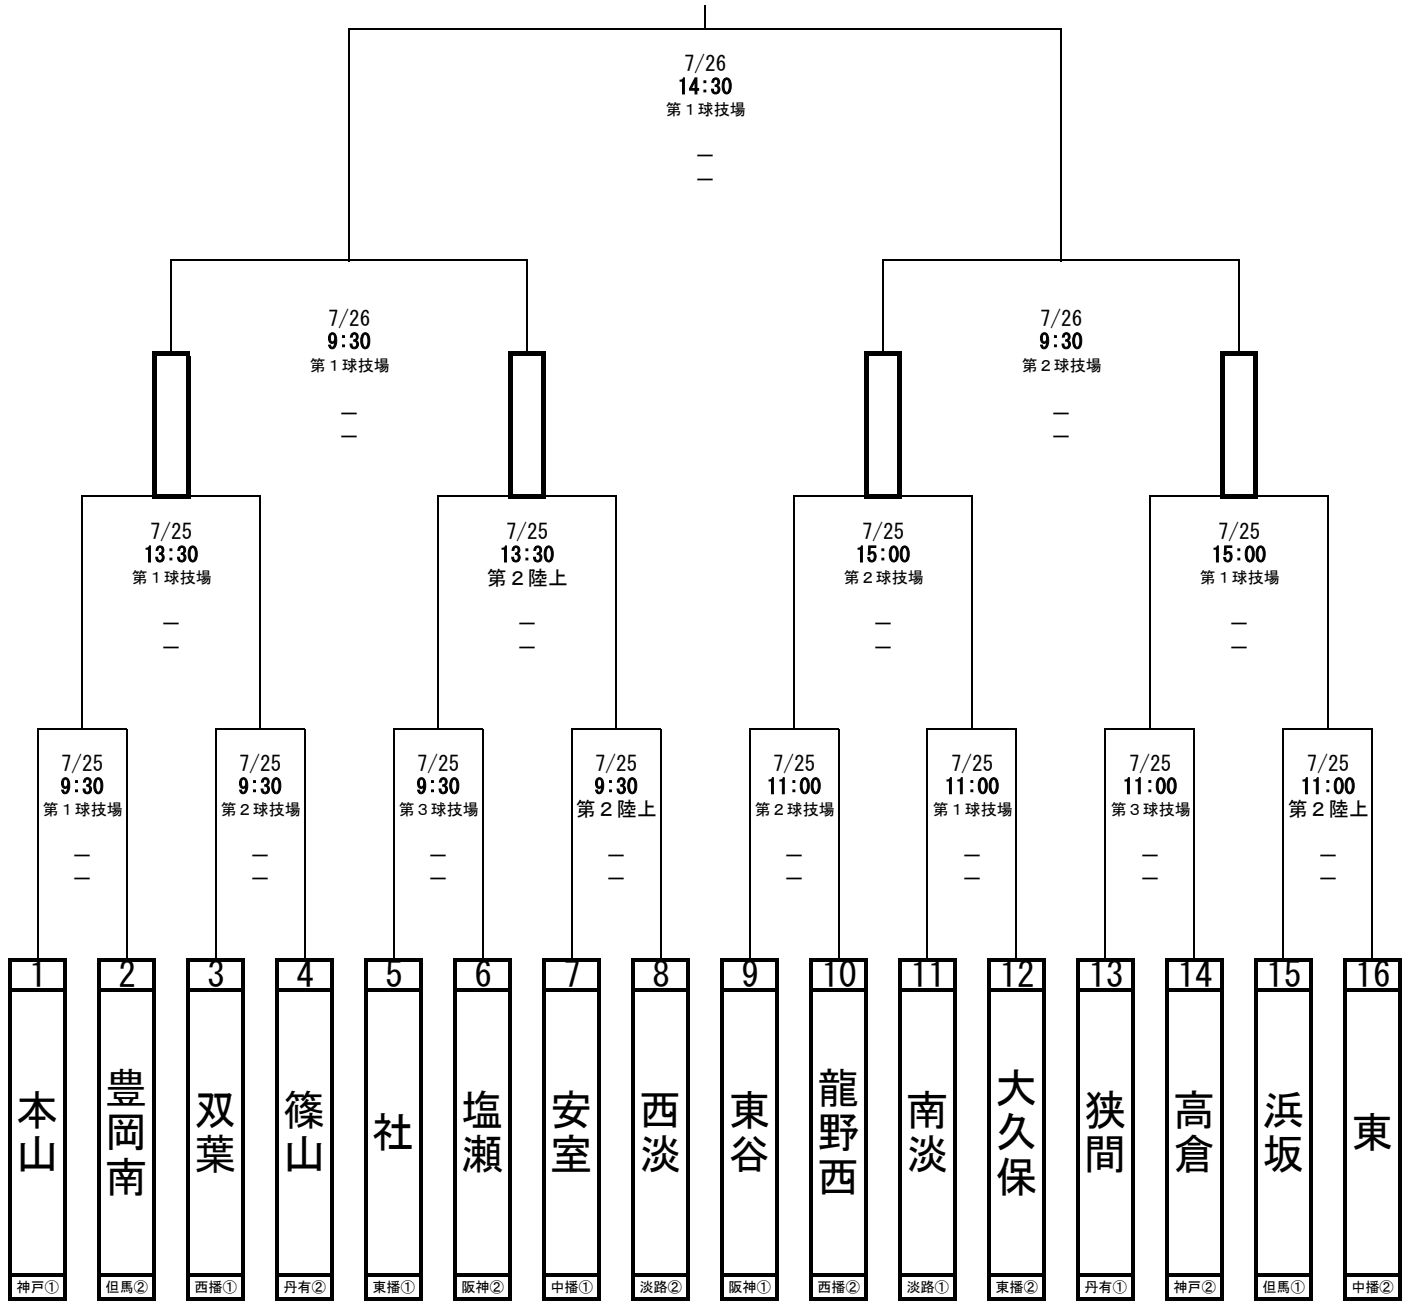 7/26
14:30
第１球技場
－
－
7/26
9:30
第１球技場
－
－
7/26
9:30
第２球技場
－
－
7/25
13:30
第１球技場
－
－
7/25
13:30
第２陸上
－
－
7/25
15:00
第２球技場
－
－
7/25
15:00
第１球技場
－
－
7/25
9:30
第１球技場
－
－
7/25
9:30
第２球技場
－
－
7/25
9:30
第３球技場
－
－
7/25
9:30
第２陸上
－
－
7/25
11:00
第２球技場
－
－
7/25
11:00
第１球技場
－
－
7/25
11:00
第３球技場
－
－
7/25
11:00
第２陸上
－
－
1
本山
神戸①
2
豊岡南
但馬②
3
双葉
西播①
4
篠山
丹有②
5
社
東播①
6
塩瀬
阪神②
7
安室
中播①
8
西淡
淡路②
9
東谷
阪神①
10
龍野西
西播②
11
南淡
淡路①
12
大久保
東播②
13
狭間
丹有①
14
高倉
神戸②
15
浜坂
但馬①
16
東
中播②